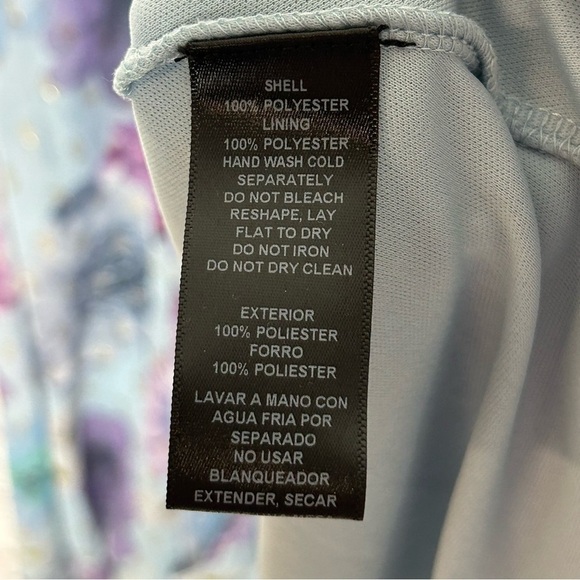 SHELL
100% POLYESTER
LINING
100% POLYESTER
HAND WASH COLD
SEPARATELY
DO NOT BLEACH
RESHAPE, LAY
FLAT TO DRY
DO NOT IRON
DO NOT DRY CLEAN
EXTERIOR
100% POLIESTER
FORRO
100% POLIESTER
LAVAR A MANO CON
AGUA FRIA POR
SEPARADO
NO USAR
BLANQUEADOR
EXTENDER, SECAR